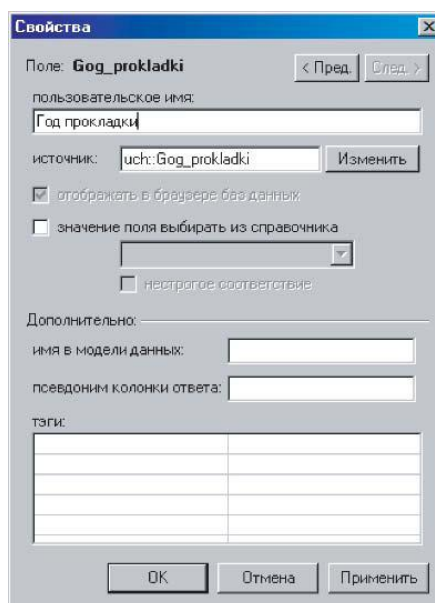 Свойства
Поле: Gog_prokladki < Пред. След. >
пользовательское имя:
Год прокладки
источник: uch::Gog_prokladki Изменить
отображать в браузере баз данных
значение поля выбирать из справочника
нестрогое соответствие
Дополнительно:
имя в модели данных:
псевдоним колонки ответа:
тэги:
OK Отмена Применить